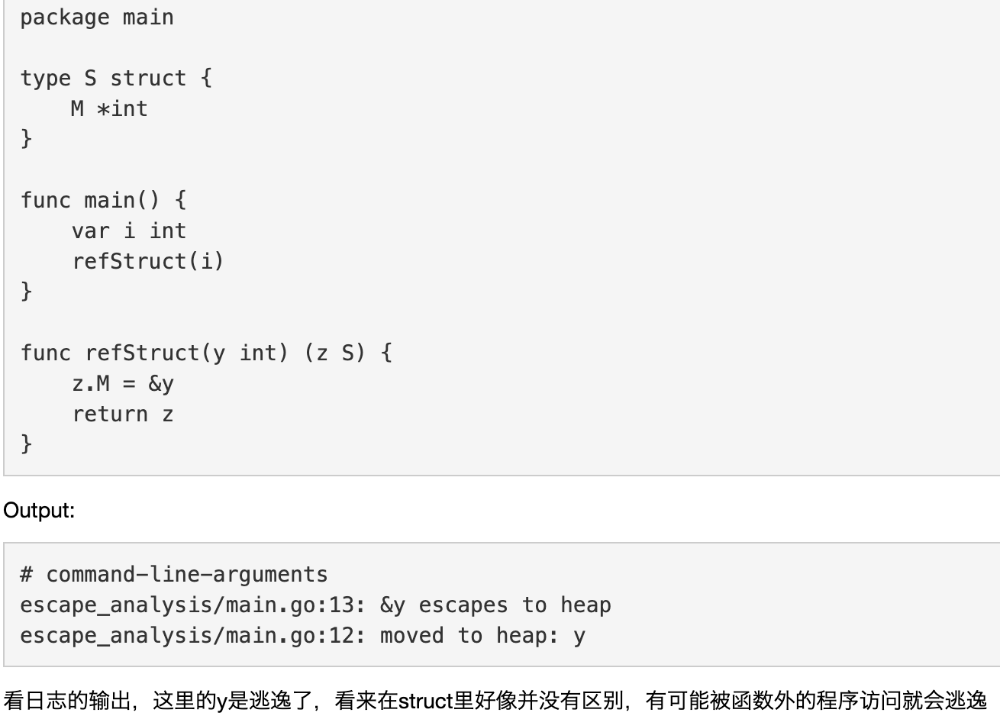 package main
type S struct {
    M *int
}
func main() {
    var i int
    refStruct(i)
}
func refStruct(y int) (z S) {
    z.M = &y
    return z
}
Output:
# command-line-arguments
escape_analysis/main.go:13: &y escapes to heap
escape_analysis/main.go:12: moved to heap: y
看日志的输出，这里的y是逃逸了，看来在struct里好像并没有区别，有可能被函数外的程序访问就会逃逸